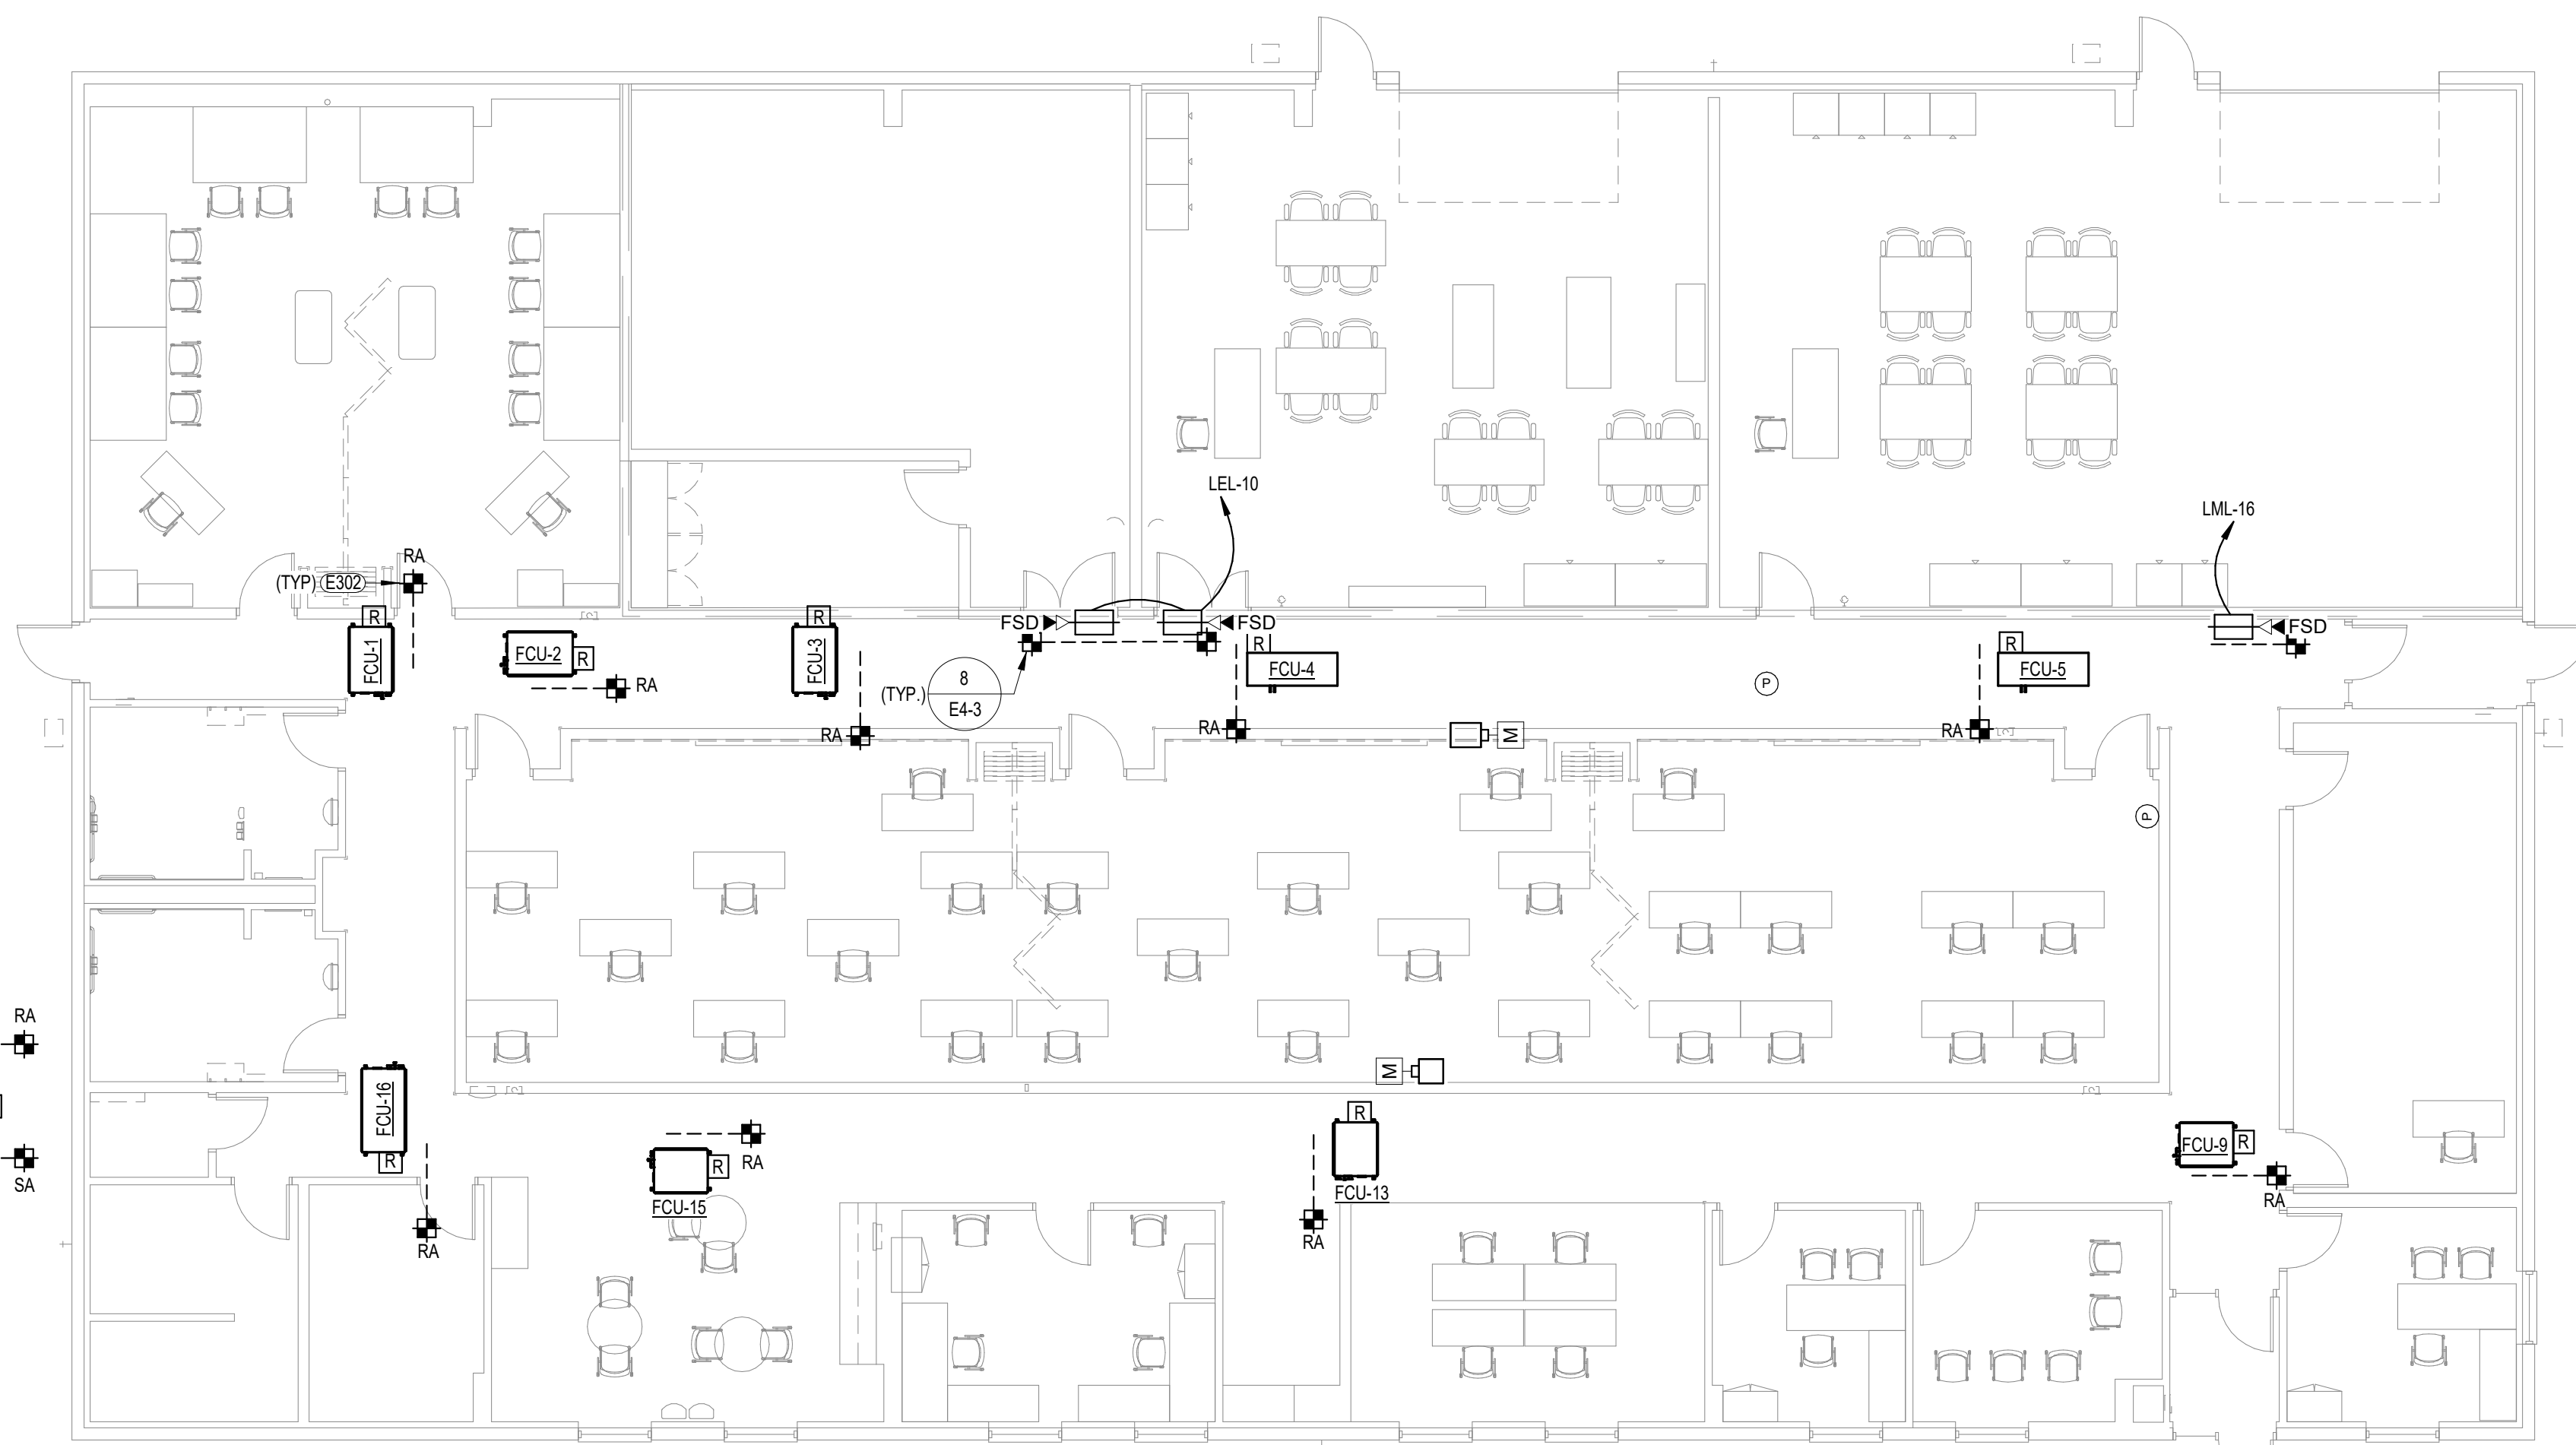 LEL-10
LML-16
RA
(TYP) E302
R
FCU-1
FCU-2
R
RA
R
FCU-3
RA
FSD
FSD
8
E4-3
(TYP.)
R
FCU-4
RA
M
P
R
FCU-5
RA
FSD
P
RA
SA
FCU-16
R
RA
RA
R
FCU-15
M
R
FCU-13
RA
FCU-9
R
RA